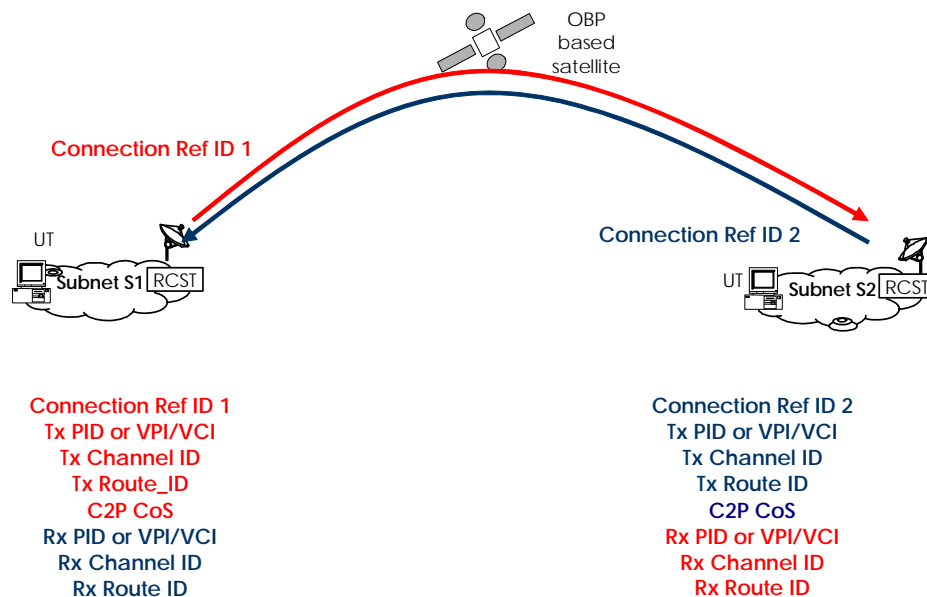 OBP
based
satellite
Connection Ref ID 1
Connection Ref ID 2
UT
Subnet S1
RCST
UT
Subnet S2
RCST
Connection Ref ID 1
Tx PID or VPI/VCI
Tx Channel ID
Tx Route_ID
C2P CoS
Rx PID or VPI/VCI
Rx Channel ID
Rx Route ID
Connection Ref ID 2
Tx PID or VPI/VCI
Tx Channel ID
Tx Route ID
C2P CoS
Rx PID or VPI/VCI
Rx Channel ID
Rx Route ID